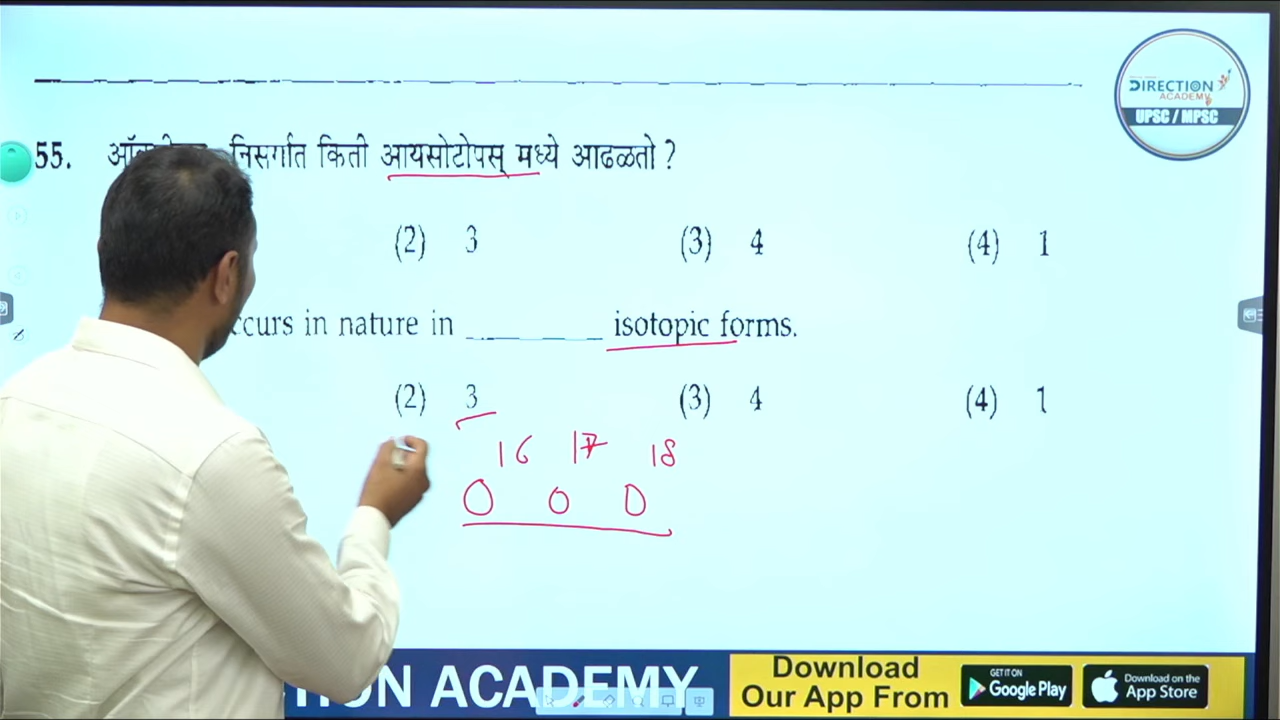 DIRECTION
ACADEMY
UPSC / MPSC
55. निसर्गात किती आयसोटोपस् मध्ये आढळतो ?
(2) 3 (3) 4 (4) 1
ccurs in nature in ________ isotopic forms.
(2) 3 (3) 4 (4) 1
16 17 18
O O O
TION ACADEMY
Download
Our App From
GET IT ON
Google Play
Download on the
App Store